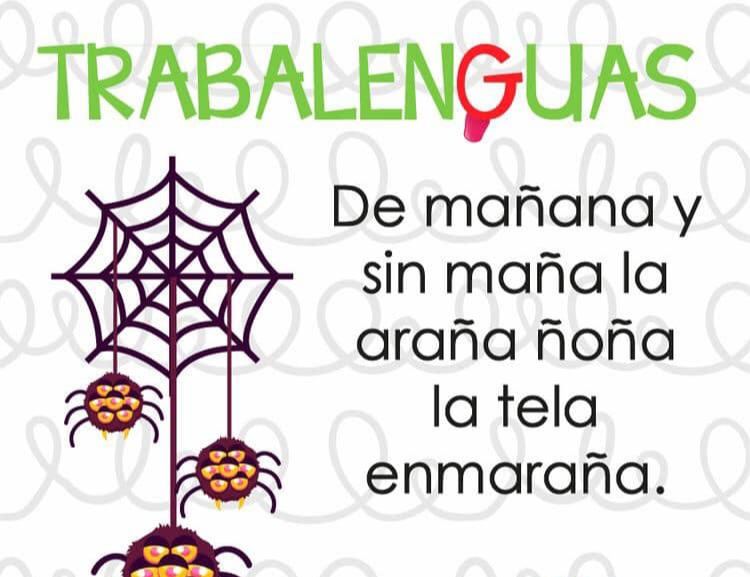 TRABALENGUAS
De mañana y
sin maña la
araña ñoña
la tela
enmaraña.